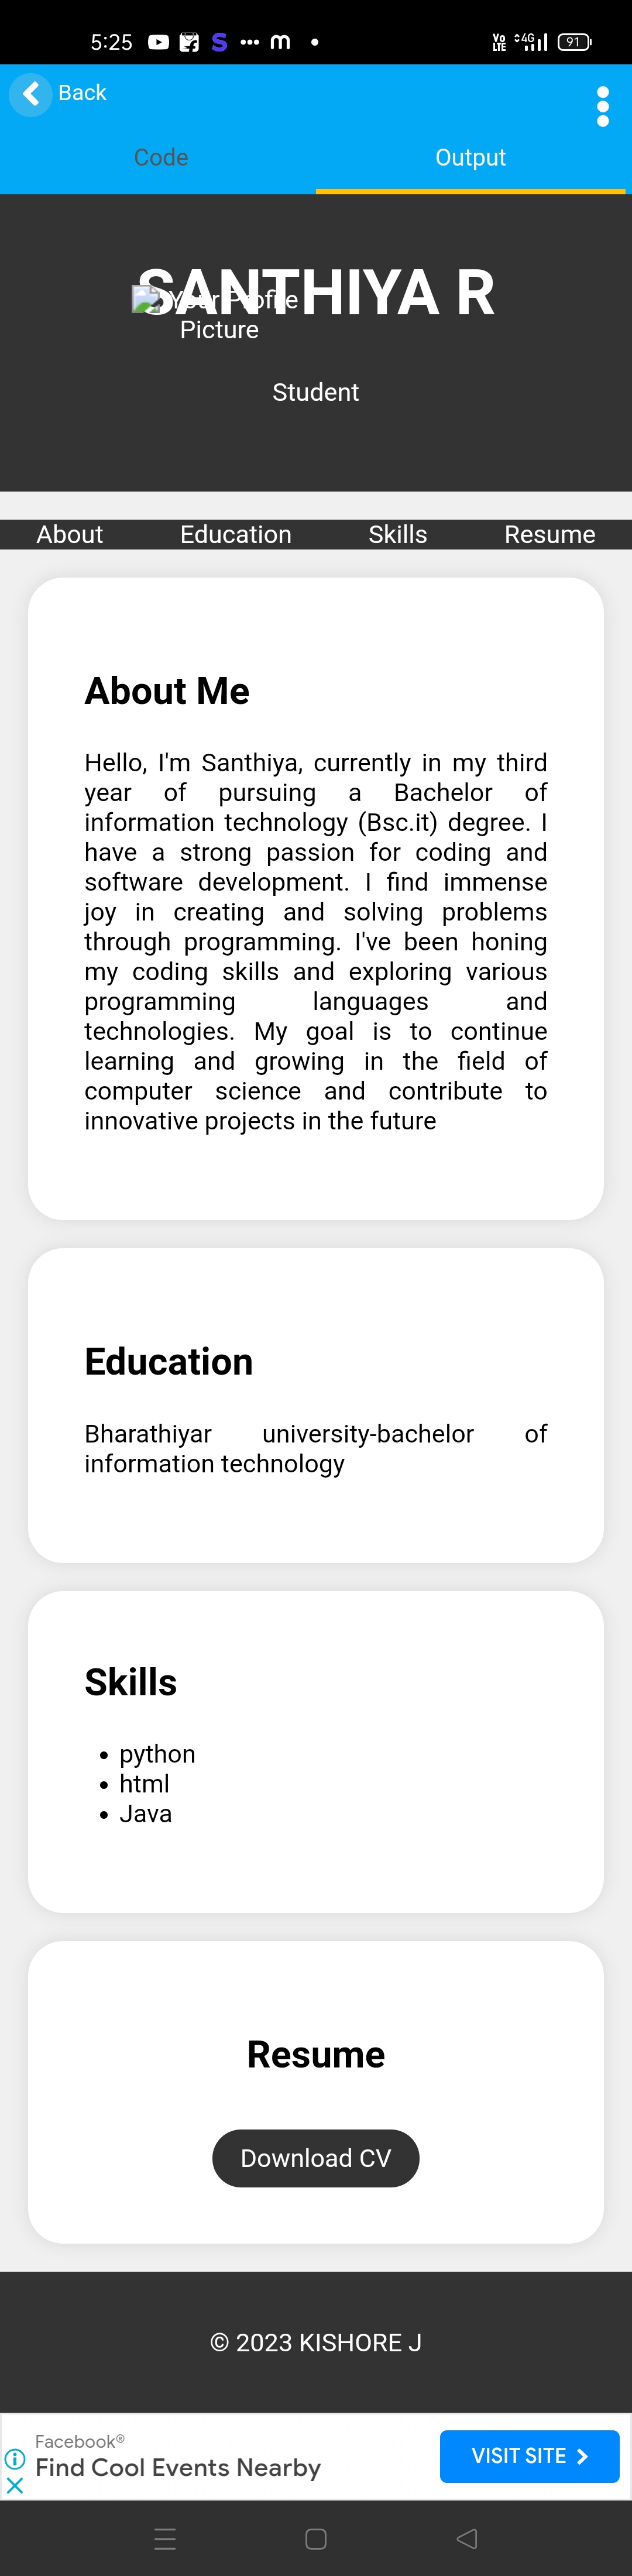 5:25
Vo LTE 4G 91
Back
Code Output
SANTHIYA R
Your Profile
Picture
Student
About Education Skills Resume
About Me
Hello, I'm Santhiya, currently in my third
year of pursuing a Bachelor of
information technology (Bsc.it) degree. I
have a strong passion for coding and
software development. I find immense
joy in creating and solving problems
through programming. I've been honing
my coding skills and exploring various
programming languages and
technologies. My goal is to continue
learning and growing in the field of
computer science and contribute to
innovative projects in the future
Education
Bharathiyar university-bachelor of
information technology
Skills
• python
• html
• Java
Resume
Download CV
© 2023 KISHORE J
Facebook®
Find Cool Events Nearby
VISIT SITE